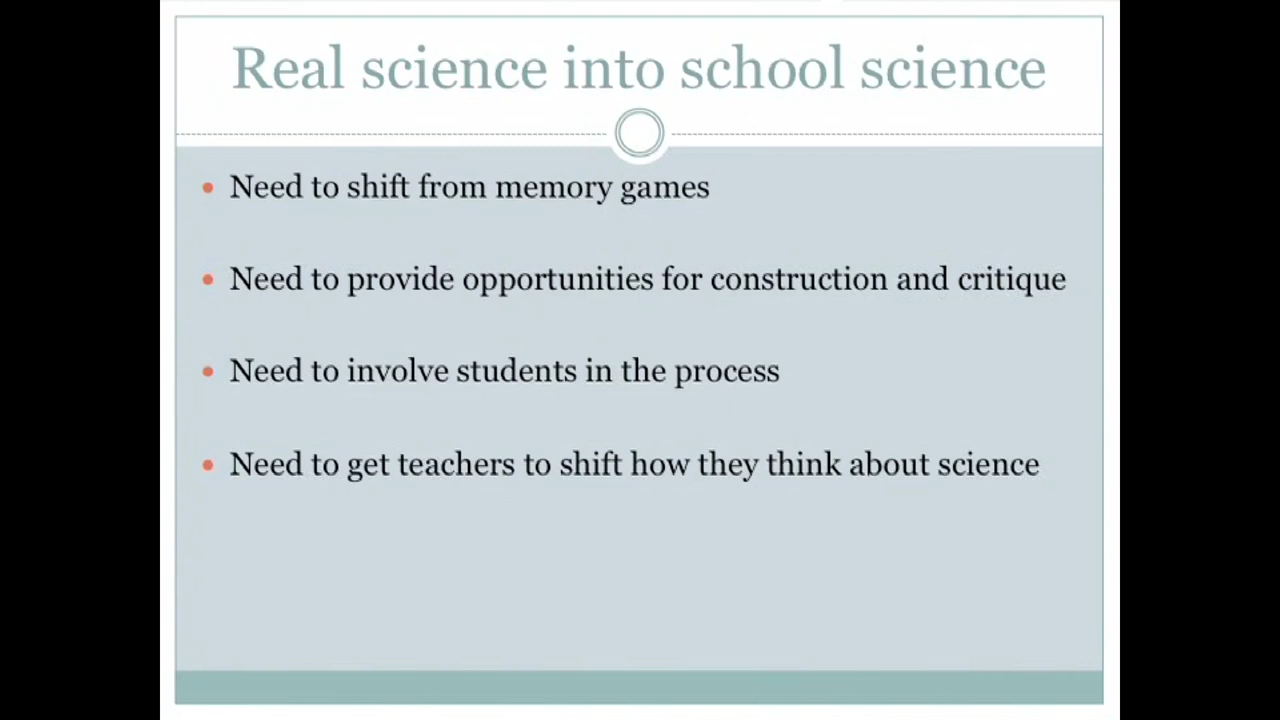 Real science into school science
• Need to shift from memory games
• Need to provide opportunities for construction and critique
• Need to involve students in the process
• Need to get teachers to shift how they think about science